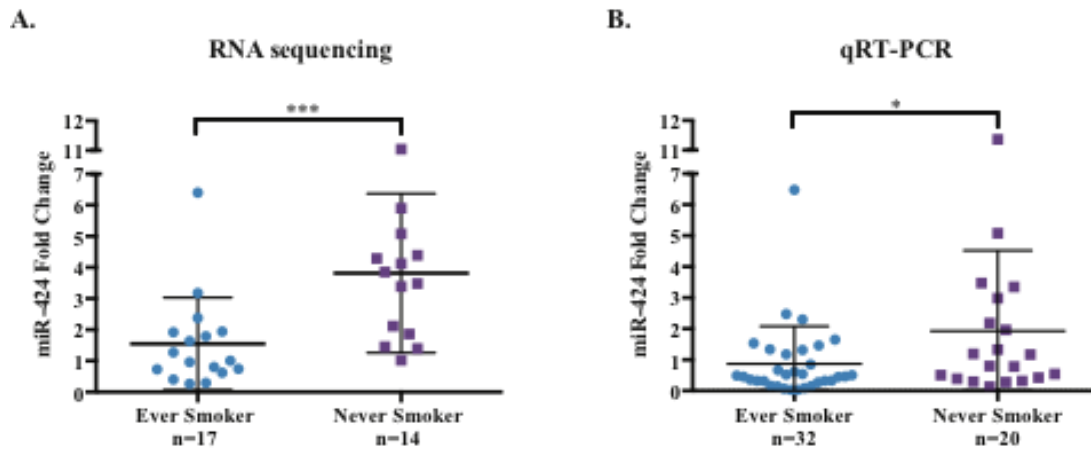 A.
RNA sequencing
***
miR-424 Fold Change
12
11
7
6
5
4
3
2
1
0
Ever Smoker
n=17
Never Smoker
n=14
B.
qRT-PCR
*
miR-424 Fold Change
12
11
7
6
5
4
3
2
1
0
Ever Smoker
n=32
Never Smoker
n=20